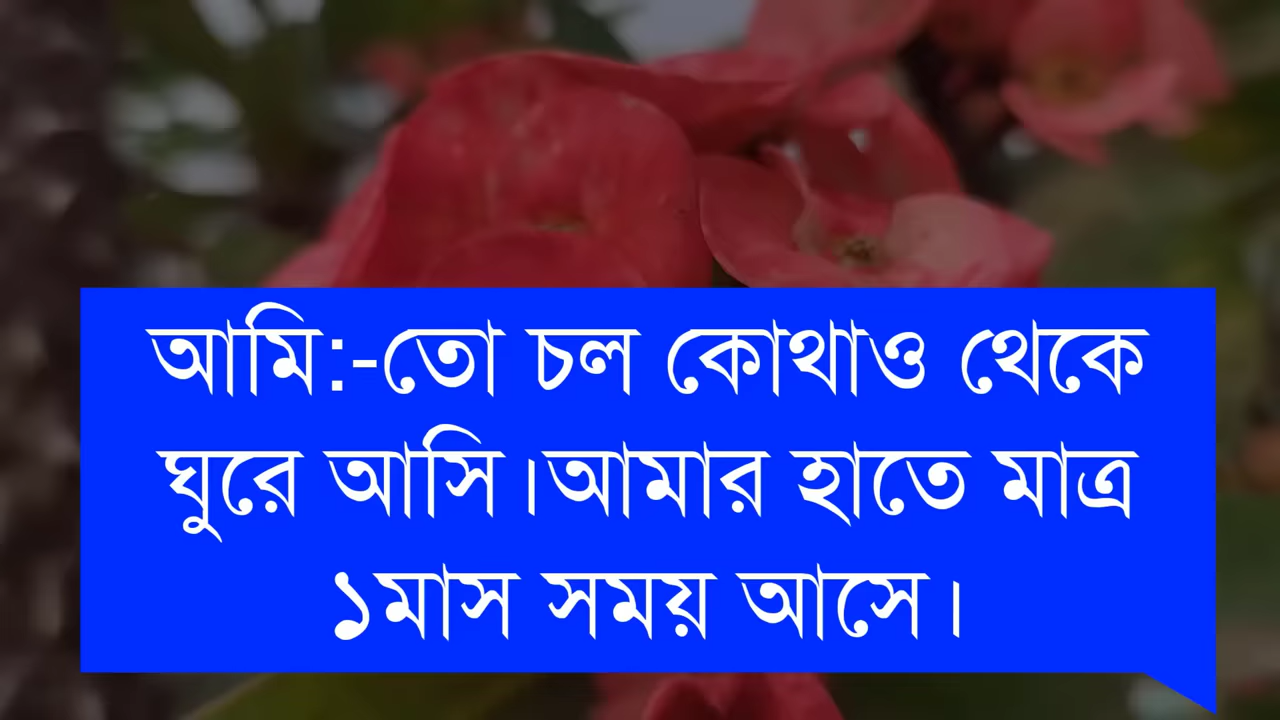 আমি:-তো চল কোথাও থেকে
ঘুরে আসি।আমার হাতে মাত্র
১মাস সময় আসে।